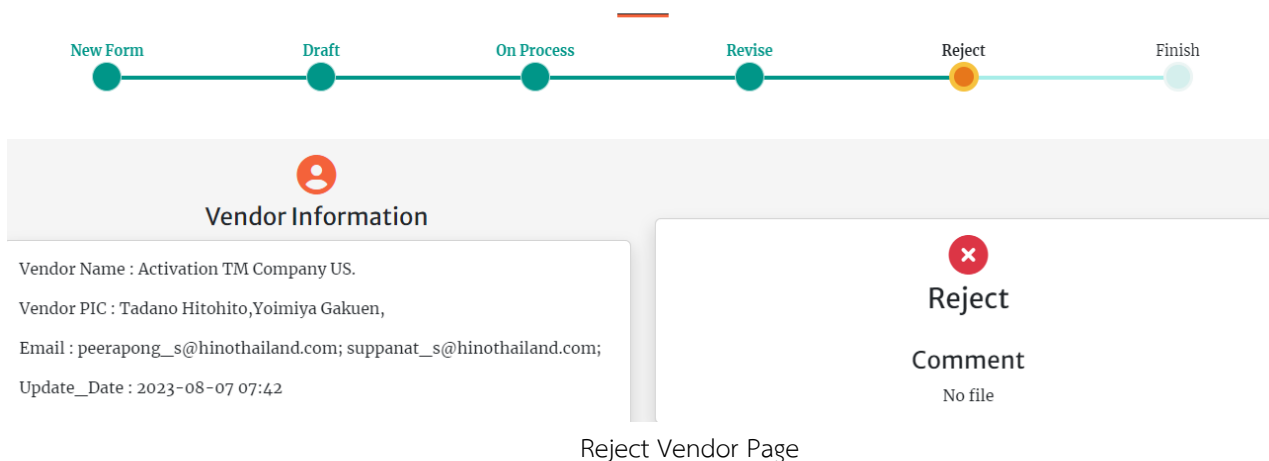 New Form Draft On Process Revise Reject Finish
Vendor Information
Vendor Name : Activation TM Company US.
Vendor PIC : Tadano Hitohito,Yoimiya Gakuen,
Email : peerapong_s@hinothailand.com; suppanat_s@hinothailand.com;
Update_Date : 2023-08-07 07:42
Reject
Comment
No file
Reject Vendor Page